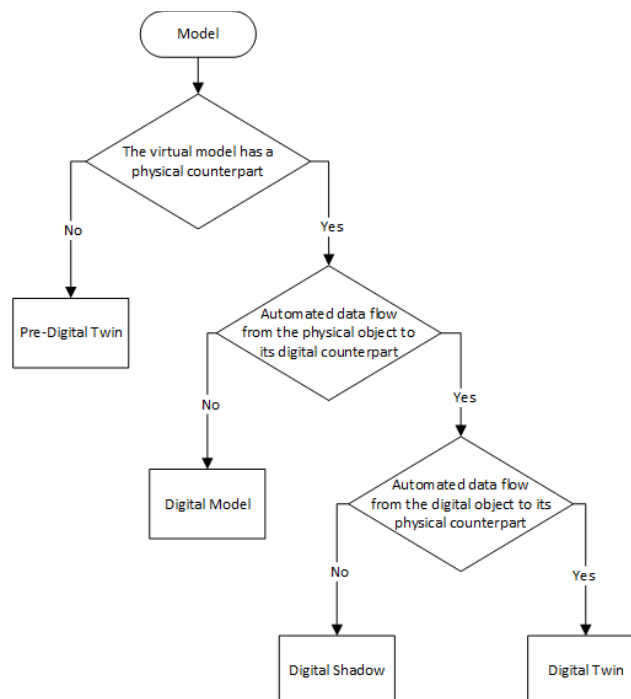 Model
The virtual model has a
physical counterpart
No
Yes
Pre-Digital Twin
Automated data flow
from the physical object to
its digital counterpart
No
Yes
Digital Model
Automated data flow
from the digital object to its
physical counterpart
No
Yes
Digital Shadow
Digital Twin